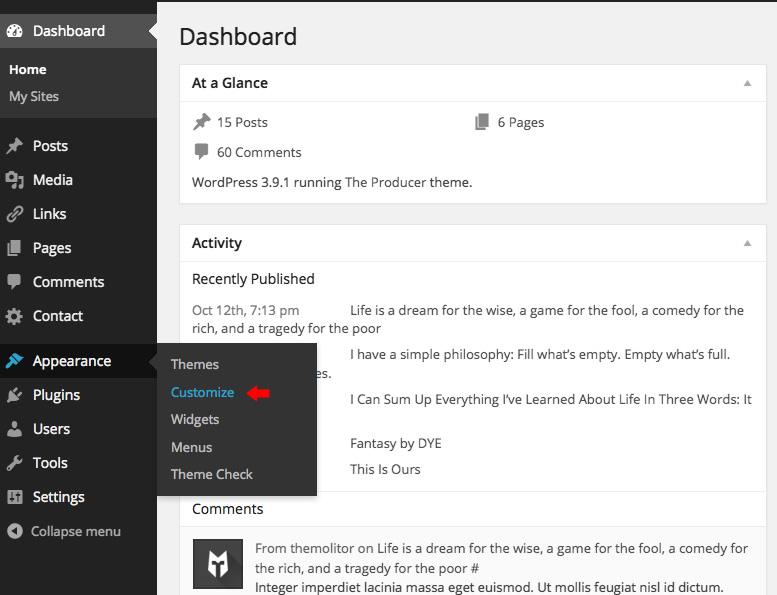 Dashboard
Home
My Sites
Posts
Media
Links
Pages
Comments
Contact
Appearance
Plugins
Users
Tools
Settings
Collapse menu
Themes
Customize
Widgets
Menus
Theme Check
Dashboard
At a Glance
15 Posts
6 Pages
60 Comments
WordPress 3.9.1 running The Producer theme.
Activity
Recently Published
Oct 12th, 7:13 pm Life is a dream for the wise, a game for the fool, a comedy for the
rich, and a tragedy for the poor
I have a simple philosophy: Fill what’s empty. Empty what’s full.
es.
I Can Sum Up Everything I’ve Learned About Life In Three Words: It
Fantasy by DYE
This Is Ours
Comments
From themolitor on Life is a dream for the wise, a game for the fool, a comedy for
the rich, and a tragedy for the poor #
Integer imperdiet lacinia massa eget euismod. Ut mollis feugiat nisl id dictum.